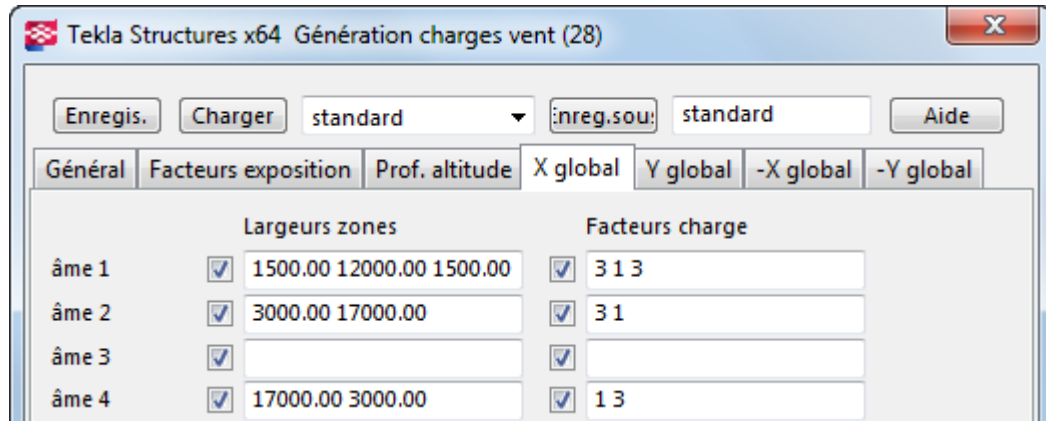 Tekla Structures x64 Génération charges vent (28)
Enregis. Charger standard Enreg.sous standard Aide
Général Facteurs exposition Prof. altitude X global Y global -X global -Y global
Largeurs zones Facteurs charge
âme 1 1500.00 12000.00 1500.00 3 1 3
âme 2 3000.00 17000.00 3 1
âme 3
âme 4 17000.00 3000.00 1 3